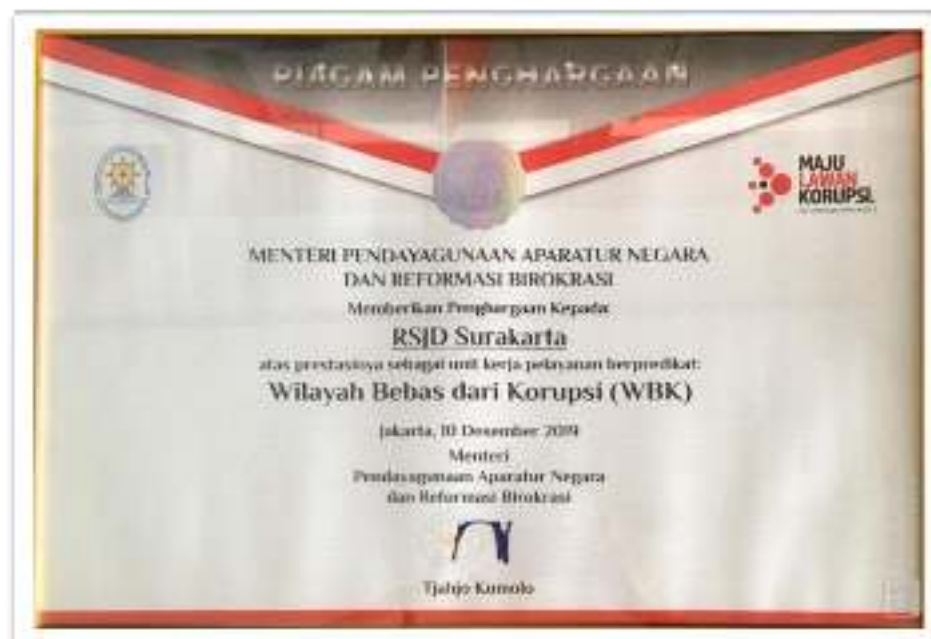 PIAGAM PENGHARGAAN
MAJU
LAWAN
KORUPSI.
MENTERI PENDAYAGUNAAN APARATUR NEGARA
DAN REFORMASI BIROKRASI
Memberikan Penghargaan Kepada:
RSJD Surakarta
atas prestasinya sebagai unit kerja pelayanan berpredikat:
Wilayah Bebas dari Korupsi (WBK)
Jakarta, 10 Desember 2019
Menteri
Pendayagunaan Aparatur Negara
dan Reformasi Birokrasi
Tjahjo Kumolo